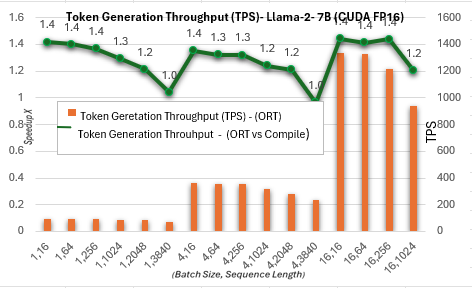 Token Generation Throughput (TPS)- Llama-2- 7B (CUDA FP16)
1.6
1.4
1.2
1
0.8
0.6
0.4
0.2
0
Speedup X
1.4 1.4 1.4 1.3 1.2 1.0 1.4 1.3 1.3 1.2 1.2 1.0 1.4 1.4 1.4 1.2
1600
1400
1200
1000
800
600
400
200
0
TPS
Token Geretation Throughput (TPS) - (ORT)
Token Generation Throuhput - (ORT vs Compile)
1,16 1,64 1,256 1,1024 1,2048 1,3840 4,16 4,64 4,256 4,1024 4,2048 4,3840 16,16 16,64 16,256 16,1024
(Batch Size, Sequence Length)